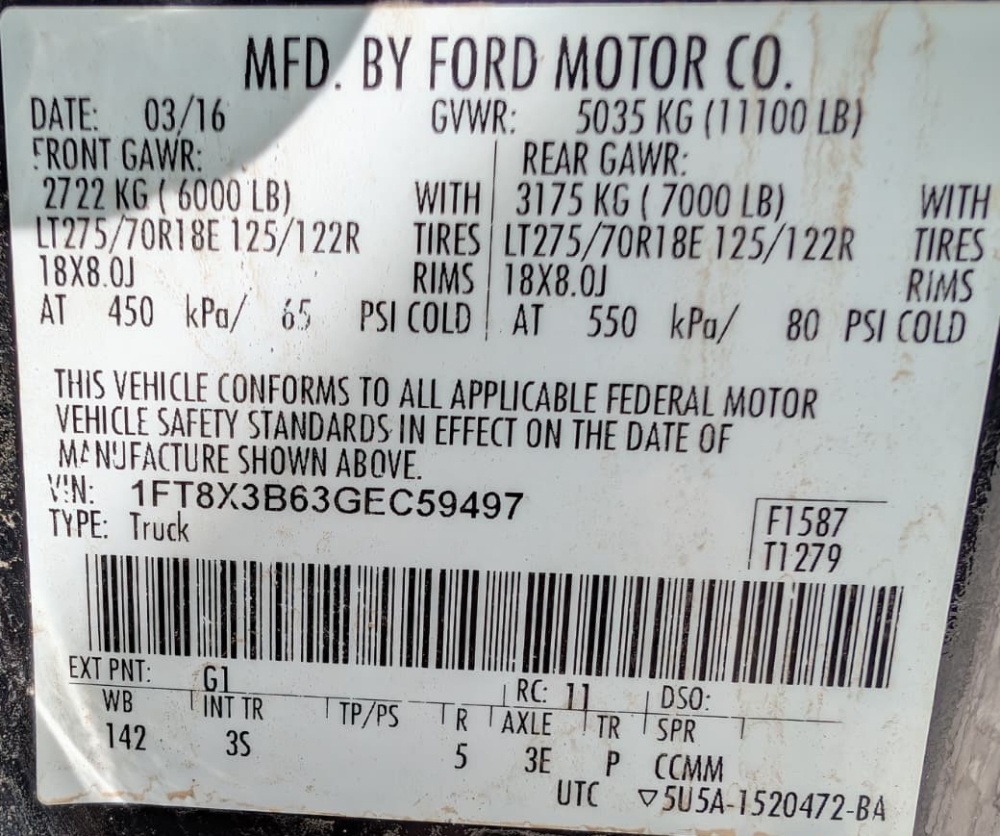 MFD. BY FORD MOTOR CO.
DATE: 03/16 GVWR: 5035 KG (11100 LB)
FRONT GAWR: REAR GAWR:
2722 KG ( 6000 LB) WITH 3175 KG ( 7000 LB) WITH
LT275/70R18E 125/122R TIRES LT275/70R18E 125/122R TIRES
18X8.0J RIMS 18X8.0J RIMS
AT 450 kPa/ 65 PSI COLD AT 550 kPa/ 80 PSI COLD
THIS VEHICLE CONFORMS TO ALL APPLICABLE FEDERAL MOTOR
VEHICLE SAFETY STANDARDS IN EFFECT ON THE DATE OF
MANUFACTURE SHOWN ABOVE.
VIN: 1FT8X3B63GEC59497
TYPE: Truck
F1587
T1279
EXT PNT: G1 RC: 11 DSO:
WB INT TR TP/PS R AXLE TR SPR
142 3S 5 3E P CCMM
UTC ▽5U5A-1520472-BA